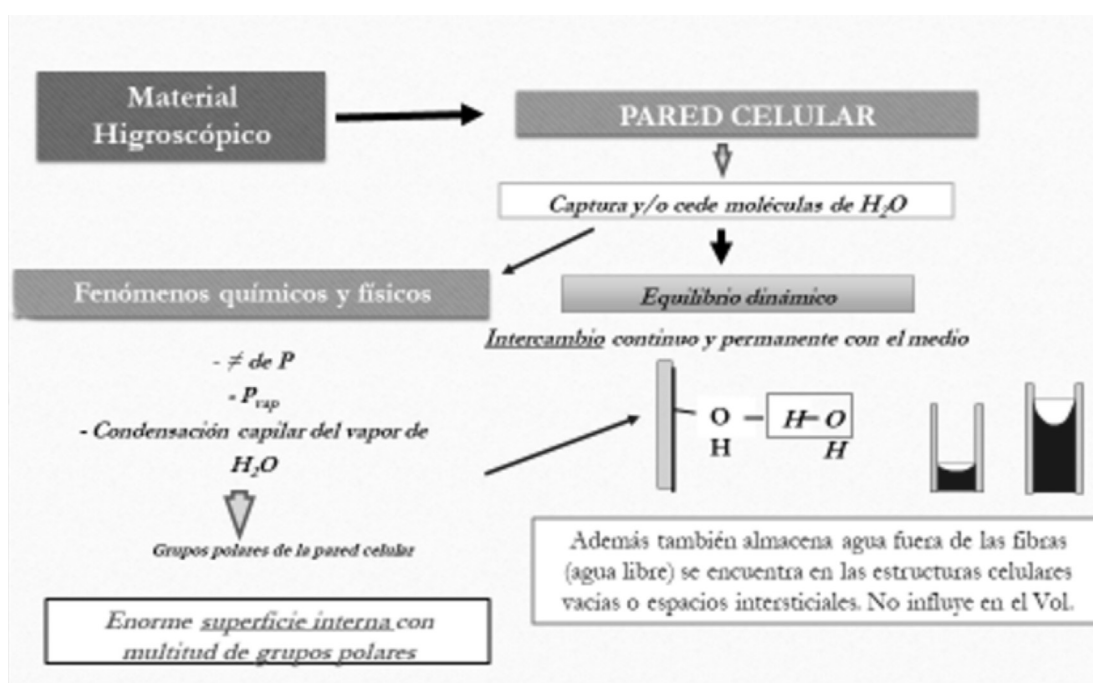 Material
Higroscópico
PARED CELULAR
Captura y/o cede moléculas de H₂O
Fenómenos químicos y físicos
Equilibrio dinámico
Intercambio continuo y permanente con el medio
- ≠ de P
- Pvap
- Condensación capilar del vapor de
H₂O
Grupos polares de la pared celular
Enorme superficie interna con
multitud de grupos polares
O – H–O
H H
Además también almacena agua fuera de las fibras
(agua libre) se encuentra en las estructuras celulares
vacias o espacios intersticiales. No influye en el Vol.